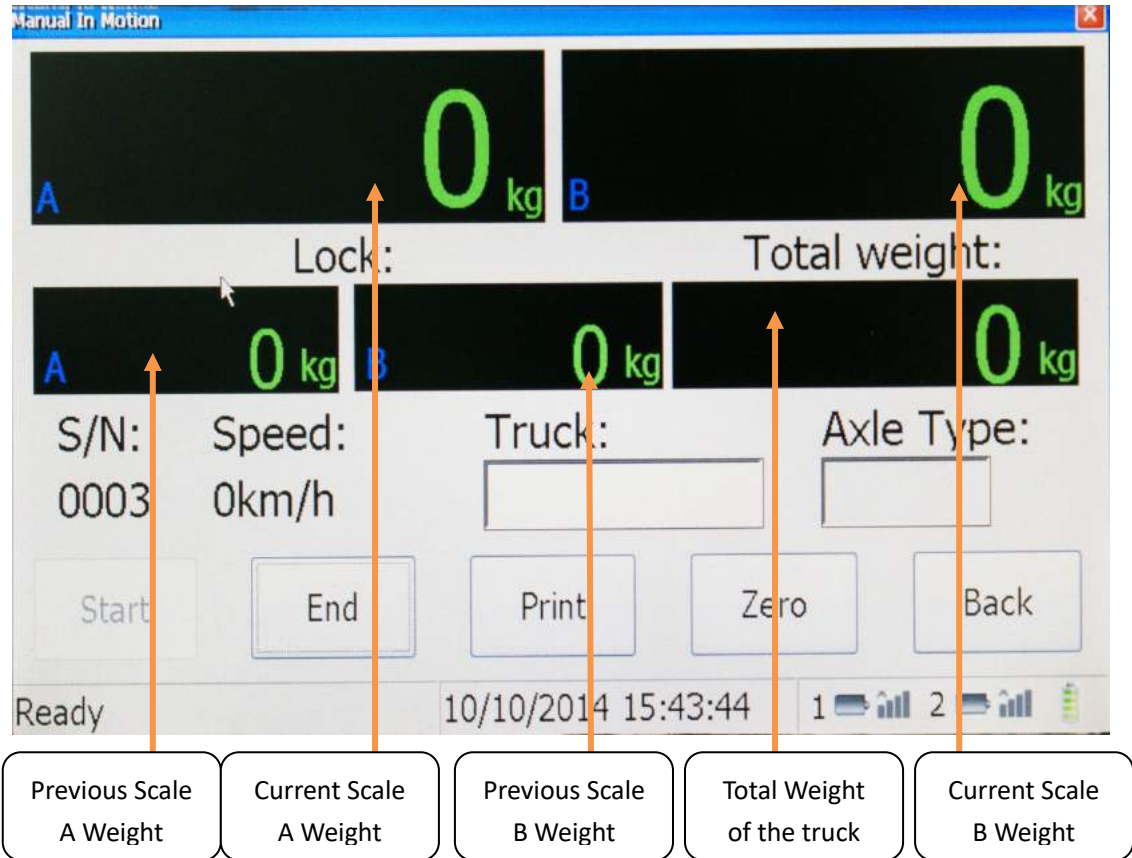 Manual In Motion
0
A kg
0
B kg
Lock: Total weight:
A 0 kg B 0 kg 0 kg
S/N: Speed: Truck: Axle Type:
0003 0km/h
Start End Print Zero Back
Ready 10/10/2014 15:43:44 1 2
Previous Scale
A Weight
Current Scale
A Weight
Previous Scale
B Weight
Total Weight
of the truck
Current Scale
B Weight